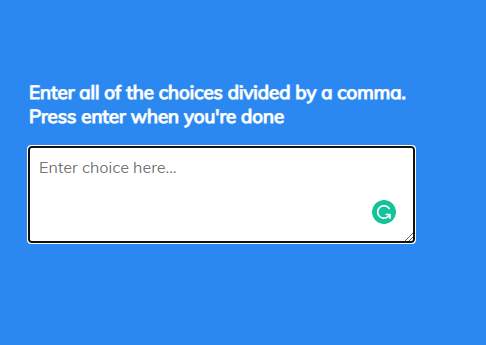 Enter all of the choices divided by a comma.
Press enter when you're done
Enter choice here...